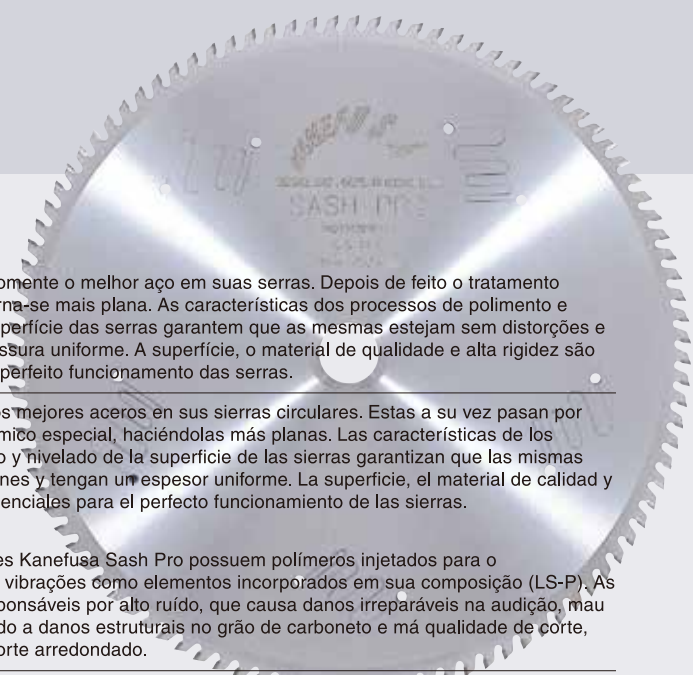 KANEFUSA
SASH PRO
omente o melhor aço em suas serras. Depois de feito o tratamento
rna-se mais plana. As características dos processos de polimento e
perfície das serras garantem que as mesmas estejam sem distorções e
ssura uniforme. A superfície, o material de qualidade e alta rigidez são
perfeito funcionamento das serras.
os mejores aceros en sus sierras circulares. Estas a su vez pasan por
mico especial, haciéndolas más planas. Las características de los
o y nivelado de la superficie de las sierras garantizan que las mismas
nes y tengan un espesor uniforme. La superficie, el material de calidad y
enciales para el perfecto funcionamiento de las sierras.
es Kanefusa Sash Pro possuem polímeros injetados para o
vibrações como elementos incorporados em sua composição (LS-P). As
ponsáveis por alto ruído, que causa danos irreparáveis na audição, mau
do a danos estruturais no grão de carboneto e má qualidade de corte,
orte arredondado.